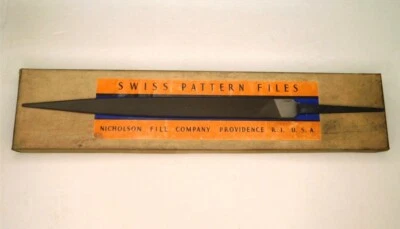 SWISS PATTERN FILES
NICHOLSON FILE COMPANY PROVIDENCE R.I. U.S.A.